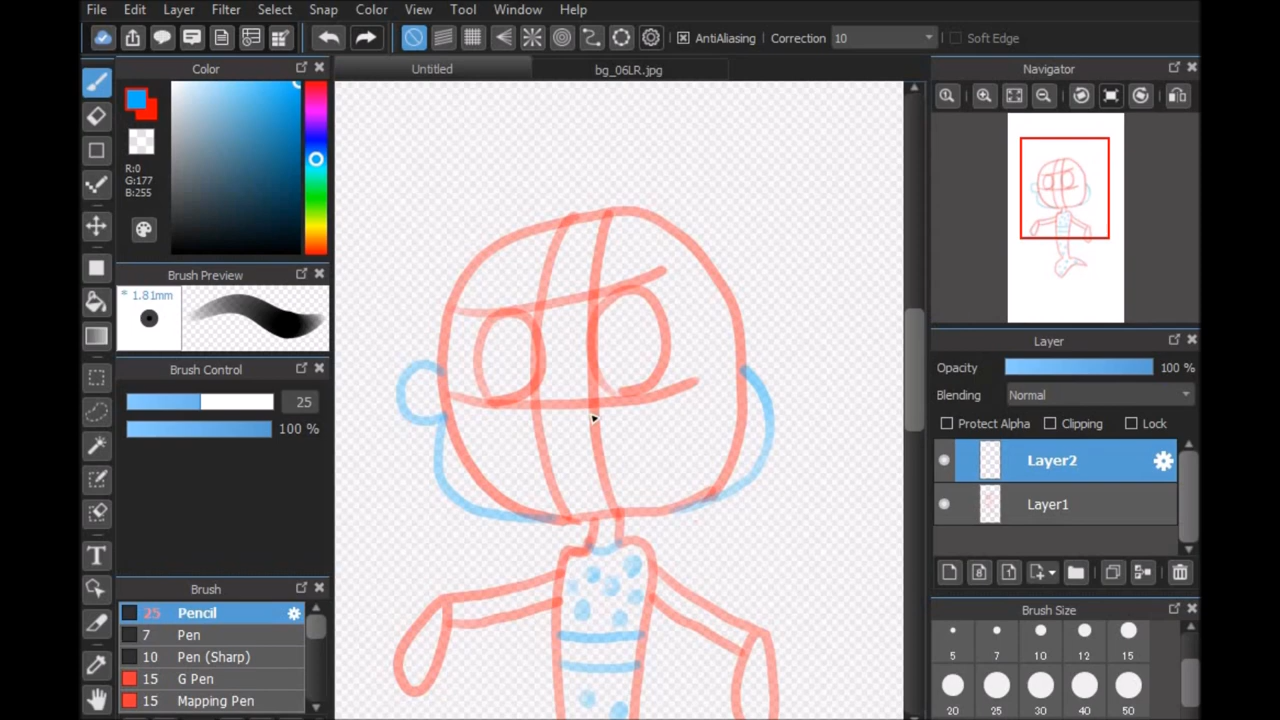 File Edit Layer Filter Select Snap Color View Tool Window Help
AntiAliasing Correction 10 Soft Edge
Color
Untitled
bg_06LR.jpg
Navigator
R:0
G:177
B:255
Brush Preview
* 1.81mm
Brush Control
25
100 %
Brush
25 Pencil
7 Pen
10 Pen (Sharp)
15 G Pen
15 Mapping Pen
Layer
Opacity 100 %
Blending Normal
Protect Alpha Clipping Lock
Layer2
Layer1
Brush Size
5 7 10 12 15
20 25 30 40 50